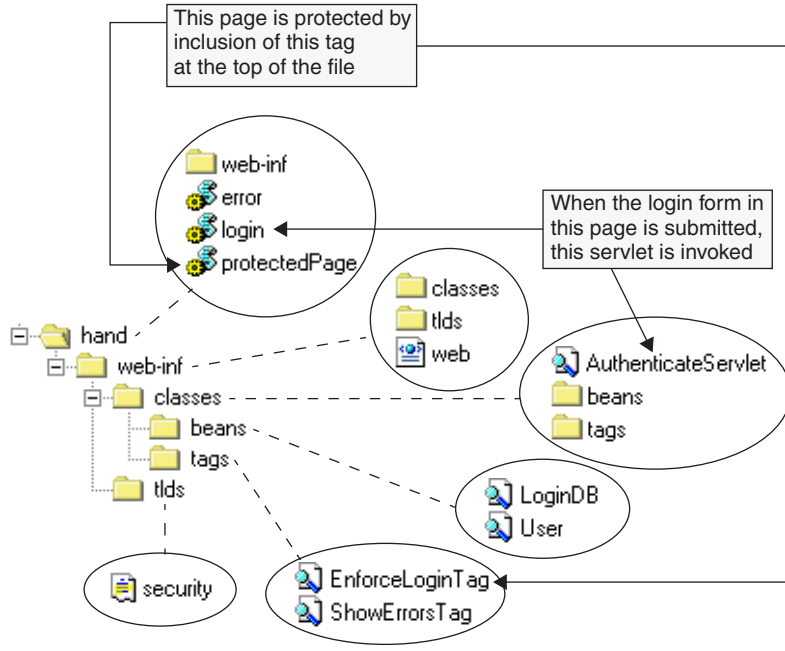 This page is protected by
inclusion of this tag
at the top of the file
web-inf
error
login
protectedPage
When the login form in
this page is submitted,
this servlet is invoked
classes
tlds
web
hand
web-inf
classes
beans
tags
tlds
AuthenticateServlet
beans
tags
LoginDB
User
security
EnforceLoginTag
ShowErrorsTag